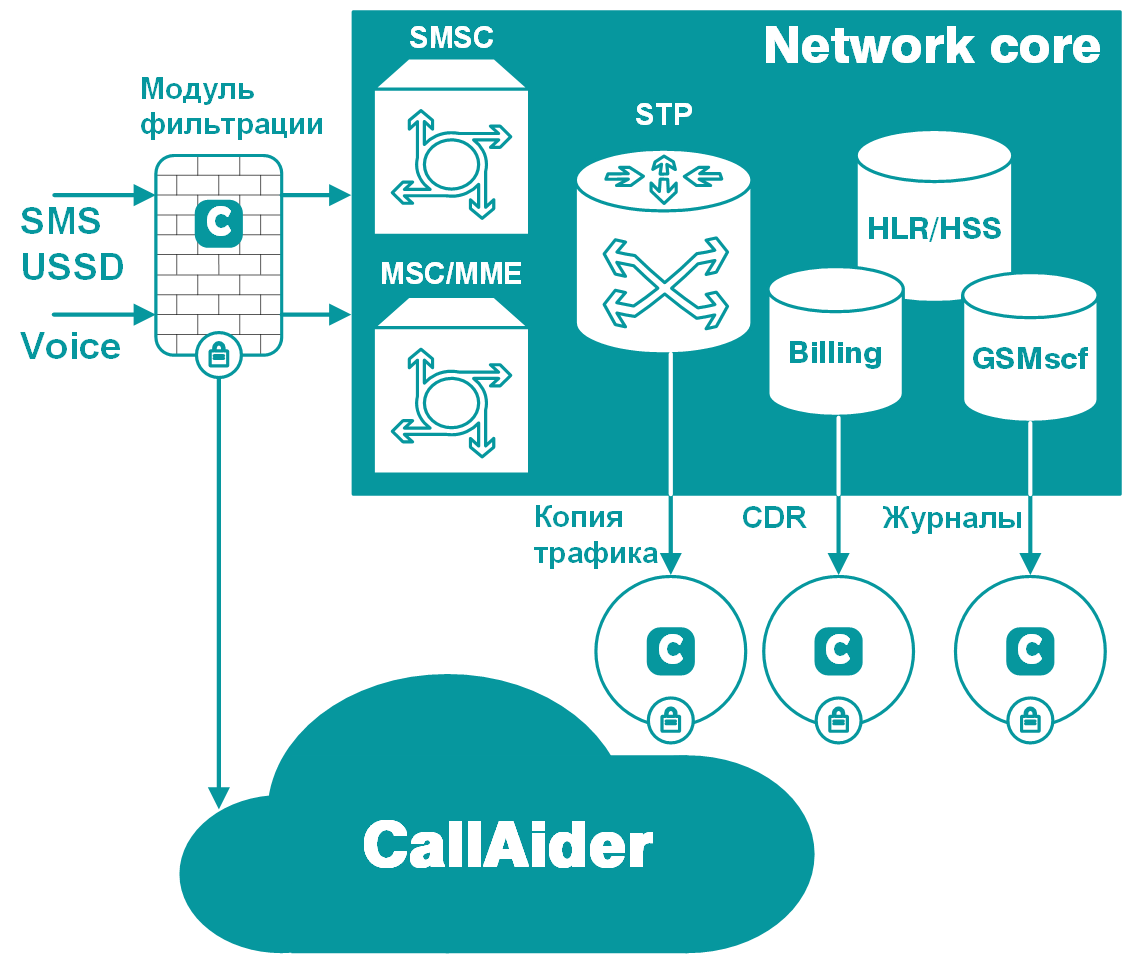 Network core
SMSC
Модуль
фильтрации
STP
C
SMS
USSD
Voice
MSC/MME
HLR/HSS
Billing
GSMscf
Копия
трафика
CDR
Журналы
C
C
C
CallAider